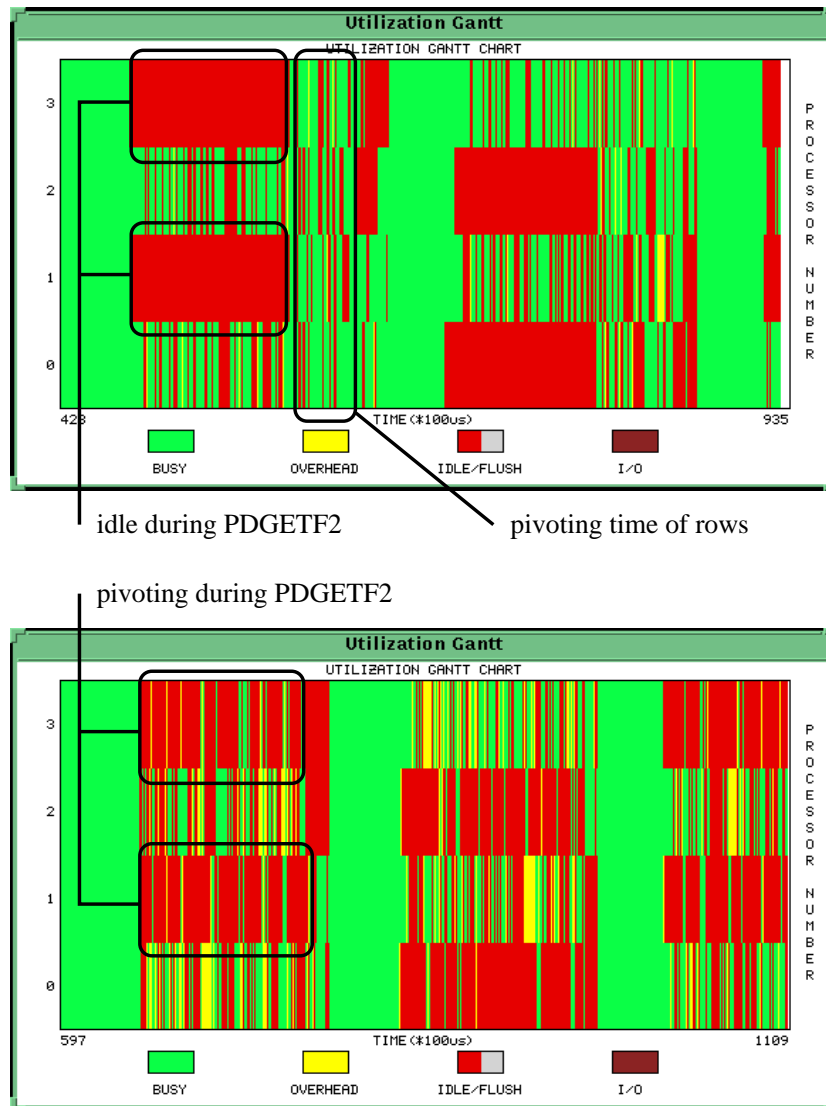 Utilization Gantt
UTILIZATION GANTT CHART
3
2
1
0
PROCESSOR NUMBER
428
TIME(*100us)
935
BUSY
OVERHEAD
IDLE/FLUSH
I/O
idle during PDGETF2
pivoting time of rows
pivoting during PDGETF2
Utilization Gantt
UTILIZATION GANTT CHART
3
2
1
0
PROCESSOR NUMBER
597
TIME(*100us)
1109
BUSY
OVERHEAD
IDLE/FLUSH
I/O